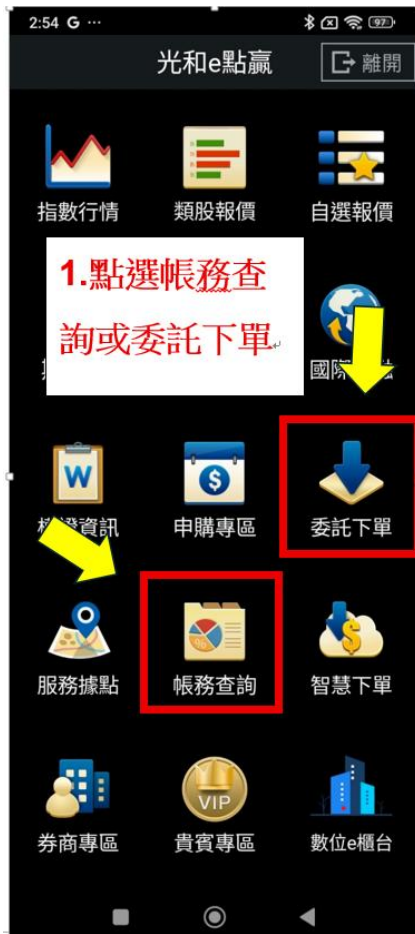 2:54 G ... 97
光和e點贏 離開
指數行情 類股報價 自選報價
1.點選帳務查
詢或委託下單
國際
W
資訊 申購專區 委託下單
服務據點 帳務查詢 智慧下單
VIP
券商專區 貴賓專區 數位e櫃台